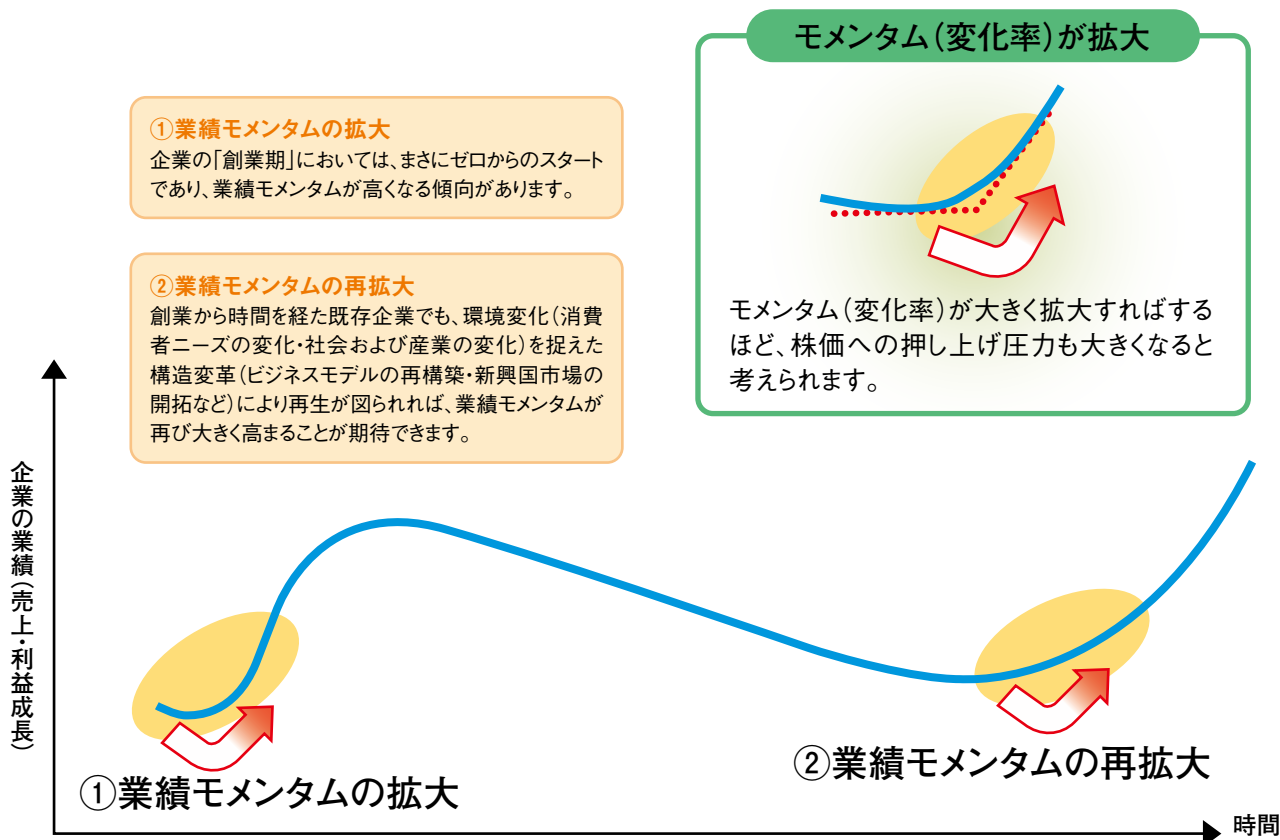 モメンタム（変化率）が拡大
①業績モメンタムの拡大
企業の「創業期」においては、まさにゼロからのスタート
であり、業績モメンタムが高くなる傾向があります。
②業績モメンタムの再拡大
創業から時間を経た既存企業でも、環境変化（消費
者ニーズの変化・社会および産業の変化）を捉えた
構造変革（ビジネスモデルの再構築・新興国市場の
開拓など）により再生が図られれば、業績モメンタムが
再び大きく高まることが期待できます。
モメンタム（変化率）が大きく拡大すればする
ほど、株価への押し上げ圧力も大きくなると
考えられます。
企業の業績（売上・利益成長）
①業績モメンタムの拡大
②業績モメンタムの再拡大
時間